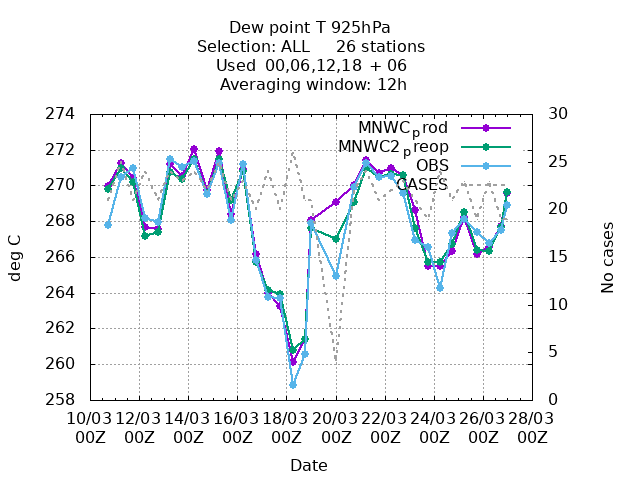 Dew point T 925hPa
Selection: ALL 26 stations
Used 00,06,12,18 + 06
Averaging window: 12h
274
272
270
268
266
264
262
260
258
deg C
30
25
20
15
10
5
0
No cases
MNWCprod
MNWC2preop
OBS
CASES
10/03 12/03 14/03 16/03 18/03 20/03 22/03 24/03 26/03 28/03
00Z 00Z 00Z 00Z 00Z 00Z 00Z 00Z 00Z 00Z
Date